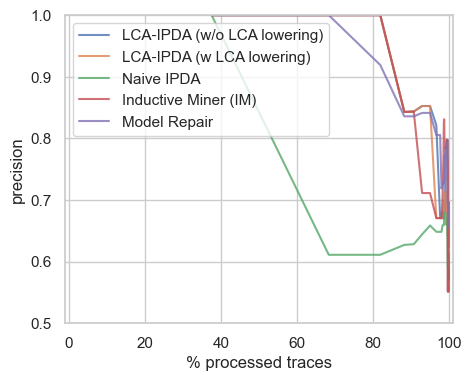 1.0
0.9
0.8
0.7
0.6
0.5
precision
LCA-IPDA (w/o LCA lowering)
LCA-IPDA (w LCA lowering)
Naive IPDA
Inductive Miner (IM)
Model Repair
0 20 40 60 80 100
% processed traces